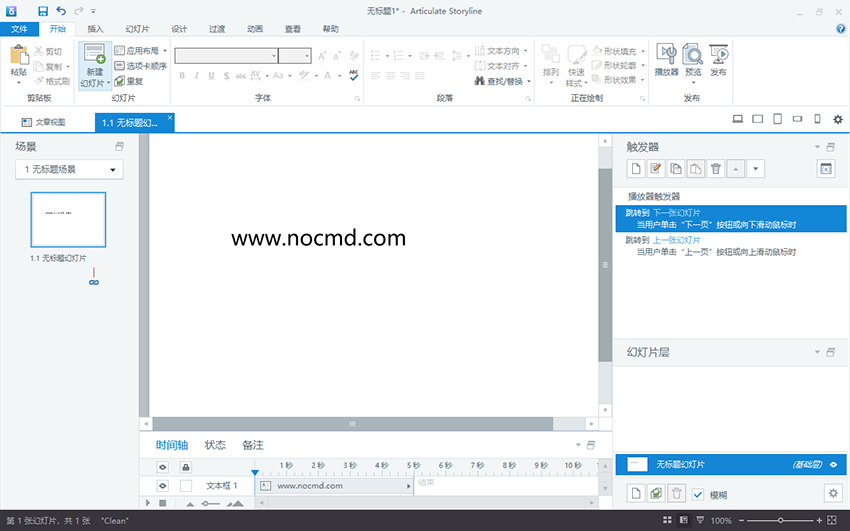 无标题1* - Articulate Storyline
文件 开始 插入 幻灯片 设计 过渡 动画 查看 帮助
粘贴 剪切 复制 格式刷
新建幻灯片 应用布局 选项卡顺序 重复
B I U S abc AV Aa A ABC
文本方向 文本对齐 查找/替换
排列 快速样式 形状填充 形状轮廓 形状效果
播放器 预览 发布
剪贴板 幻灯片 字体 段落 正在绘制 发布
文章视图 1.1 无标题幻...
场景
1 无标题场景
1.1 无标题幻灯片
www.nocmd.com
触发器
播放器触发器
跳转到 下一张幻灯片
当用户单击“下一页”按钮或向下滑动鼠标时
跳转到 上一张幻灯片
当用户单击“上一页”按钮或向上滑动鼠标时
幻灯片层
无标题幻灯片 (基础层)
模糊
时间轴 状态 备注
1秒 2秒 3秒 4秒 5秒 6秒 7秒 8秒 9秒 10秒
文本框 1 www.nocmd.com 结束
第 1 张幻灯片，共 1 张 "Clean" 100%